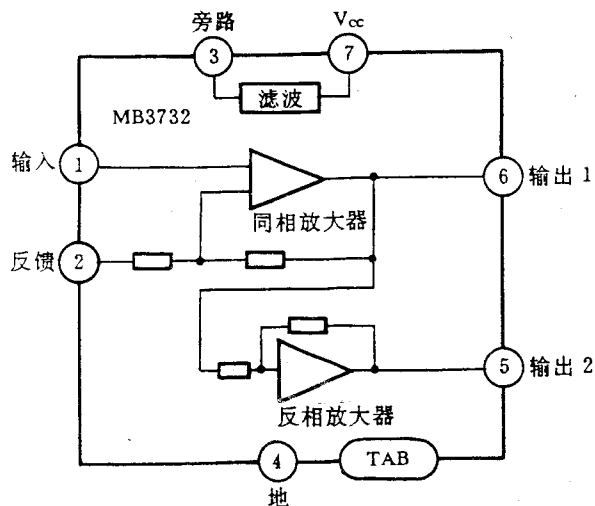 旁路
Vcc
3
7
滤波
MB3732
输入
1
6
输出1
同相放大器
反馈
2
5
输出2
反相放大器
4
TAB
地